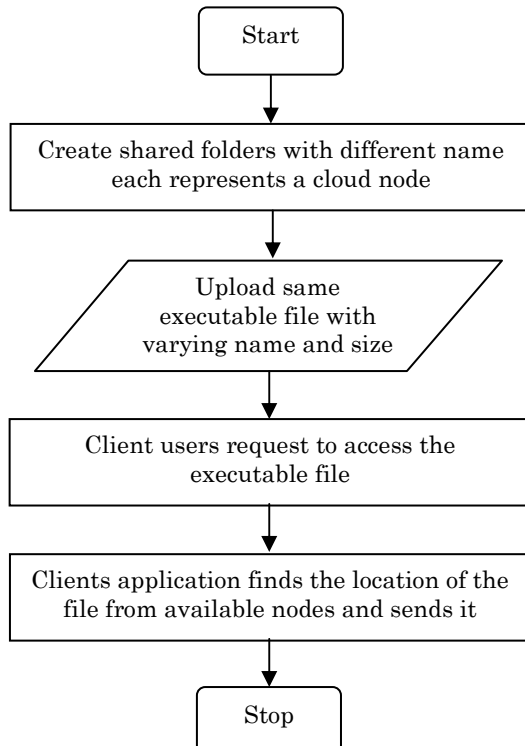 Start
Create shared folders with different name
each represents a cloud node
Upload same
executable file with
varying name and size
Client users request to access the
executable file
Clients application finds the location of the
file from available nodes and sends it
Stop